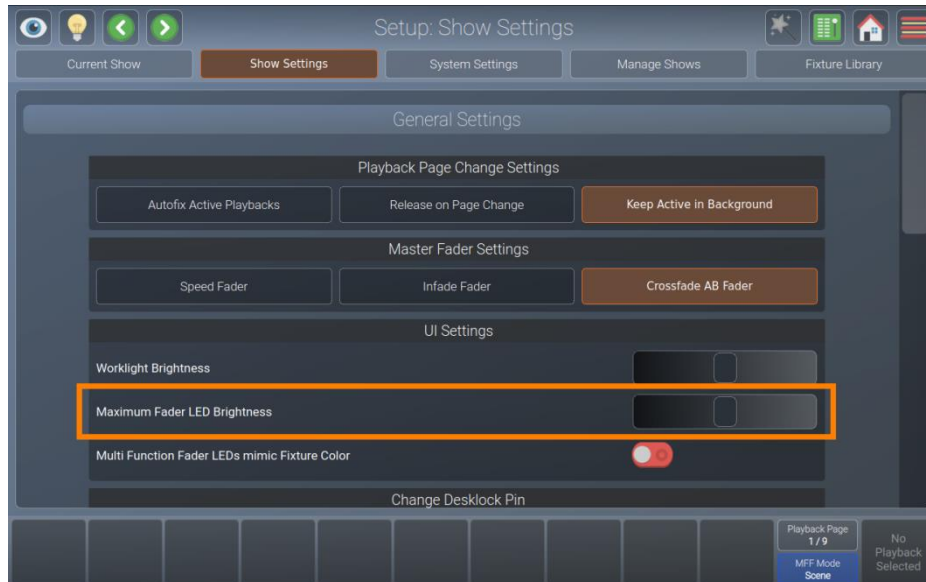 Setup: Show Settings
Current Show
Show Settings
System Settings
Manage Shows
Fixture Library
General Settings
Playback Page Change Settings
Autofix Active Playbacks
Release on Page Change
Keep Active in Background
Master Fader Settings
Speed Fader
Infade Fader
Crossfade AB Fader
UI Settings
Worklight Brightness
Maximum Fader LED Brightness
Multi Function Fader LEDs mimic Fixture Color
Change Desklock Pin
Playback Page
1 / 9
MFF Mode
Scene
No
Playback
Selected